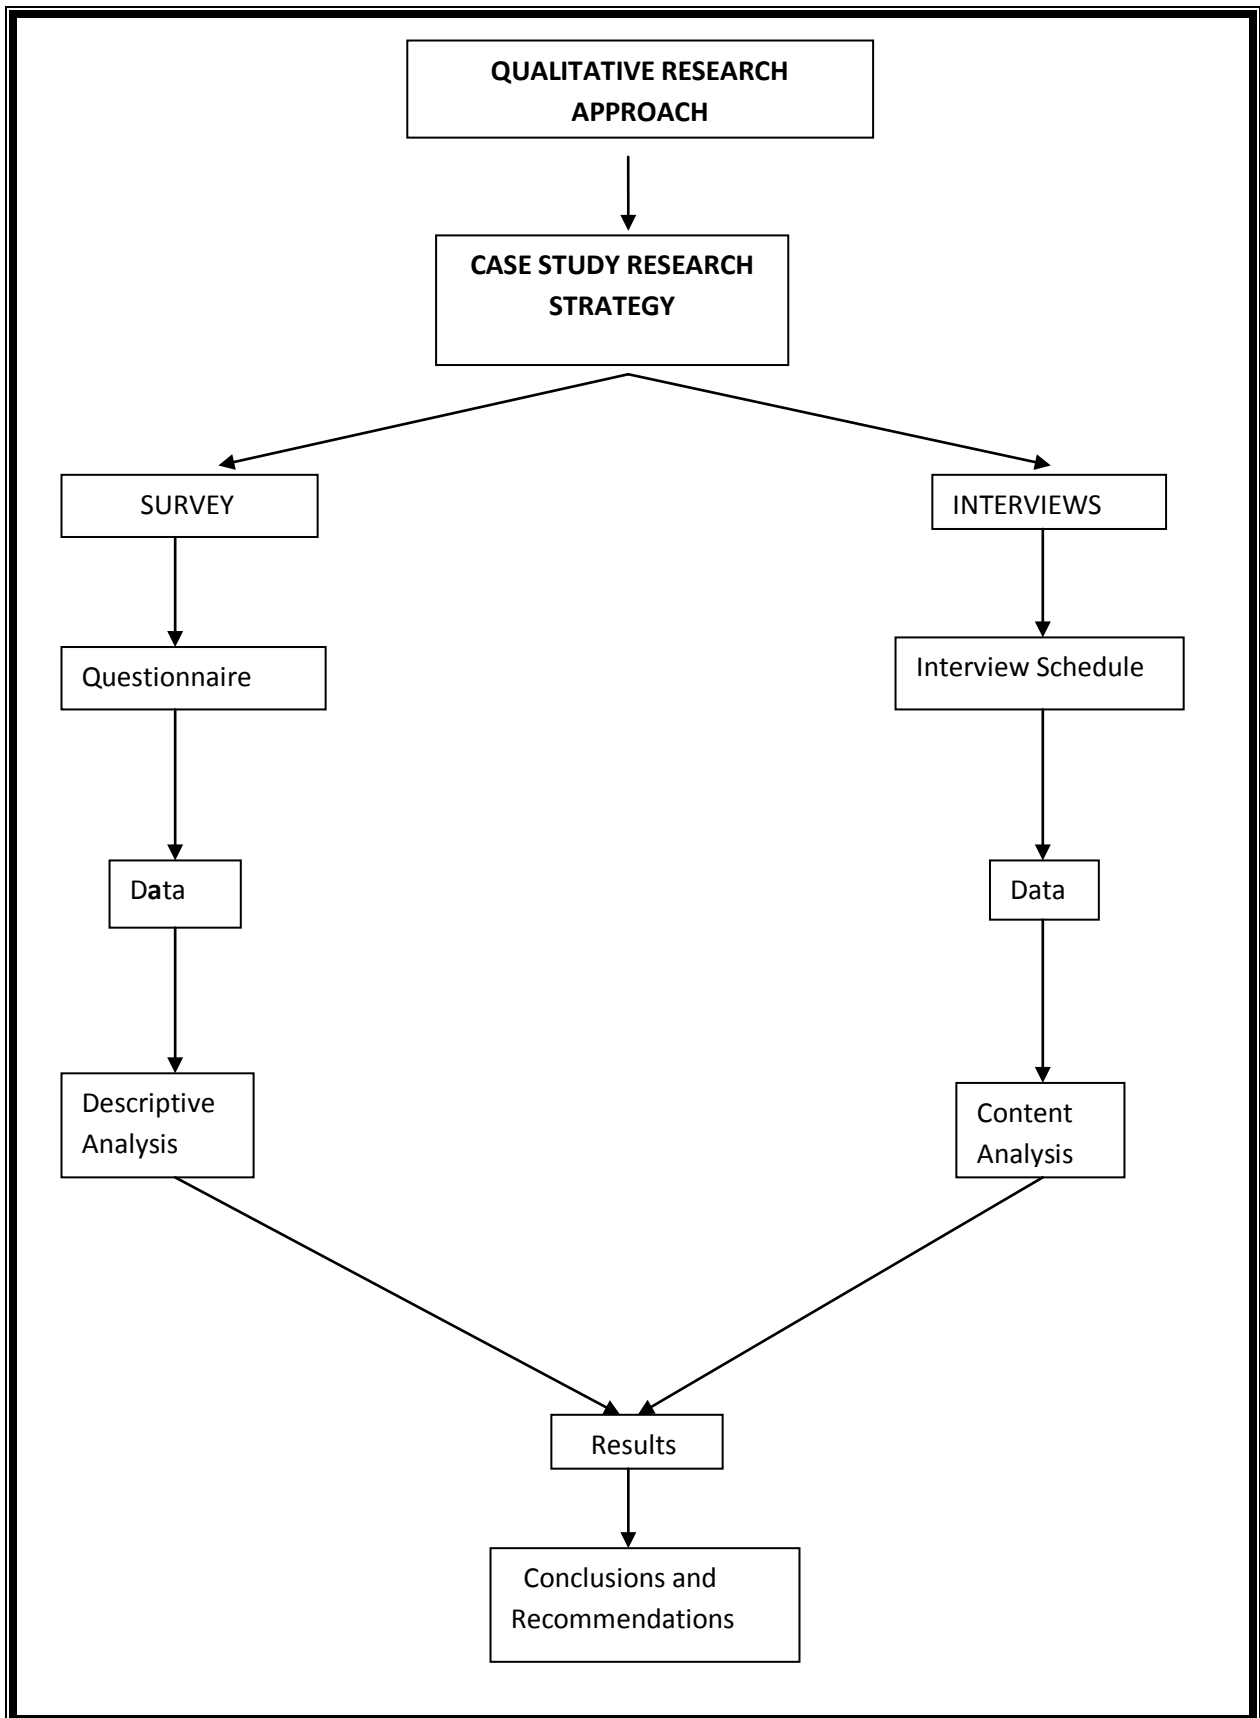 QUALITATIVE RESEARCH
APPROACH
CASE STUDY RESEARCH
STRATEGY
SURVEY
INTERVIEWS
Questionnaire
Interview Schedule
Data
Data
Descriptive
Analysis
Content
Analysis
Results
Conclusions and
Recommendations